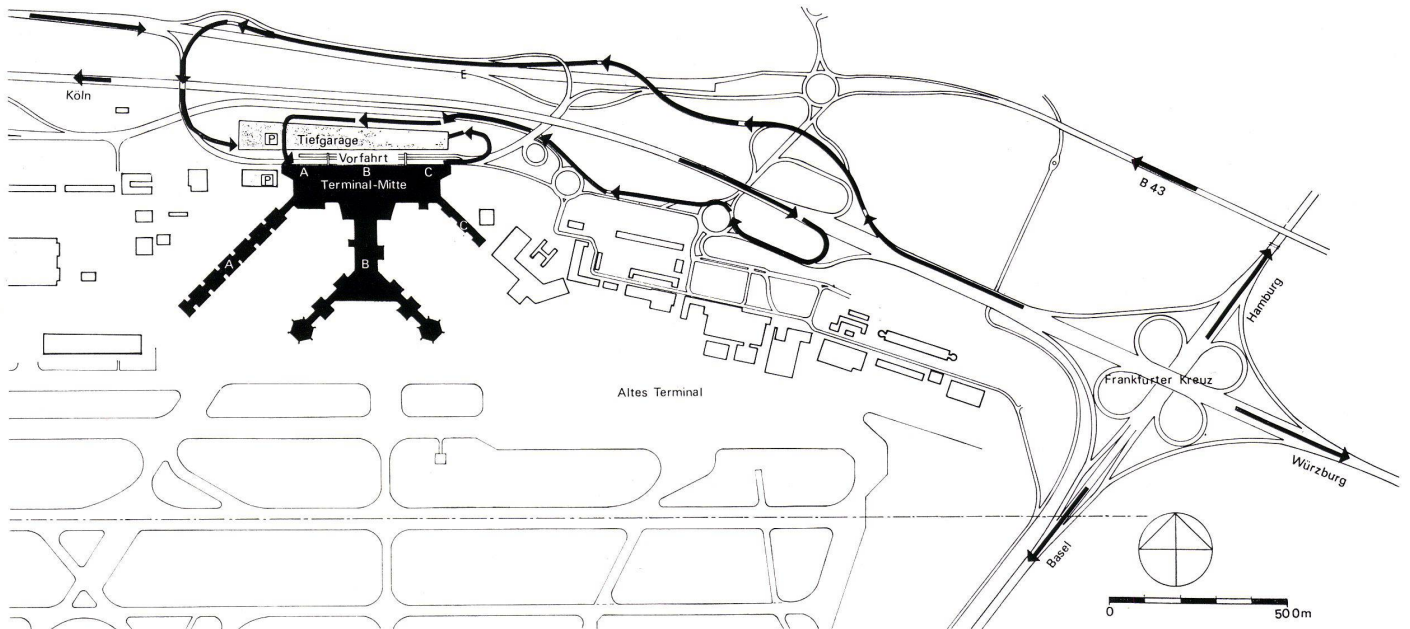 E
Köln
P
Tiefgarage
Vorfahrt
A B C
P
Terminal-Mitte
C
A
B
B 43
Hamburg
Frankfurter Kreuz
Altes Terminal
Würzburg
Basel
0 500m